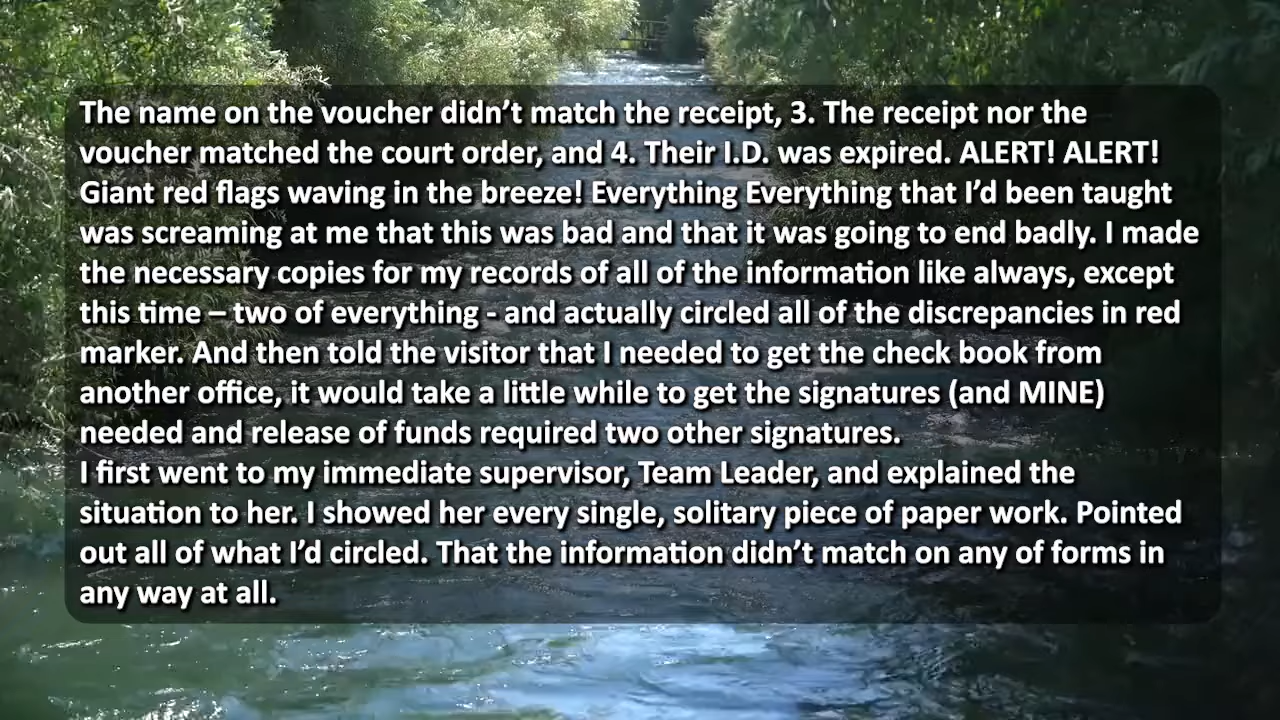 The name on the voucher didn’t match the receipt, 3. The receipt nor the
voucher matched the court order, and 4. Their I.D. was expired. ALERT! ALERT!
Giant red flags waving in the breeze! Everything Everything that I’d been taught
was screaming at me that this was bad and that it was going to end badly. I made
the necessary copies for my records of all of the information like always, except
this time – two of everything - and actually circled all of the discrepancies in red
marker. And then told the visitor that I needed to get the check book from
another office, it would take a little while to get the signatures (and MINE)
needed and release of funds required two other signatures.
I first went to my immediate supervisor, Team Leader, and explained the
situation to her. I showed her every single, solitary piece of paper work. Pointed
out all of what I’d circled. That the information didn’t match on any of forms in
any way at all.